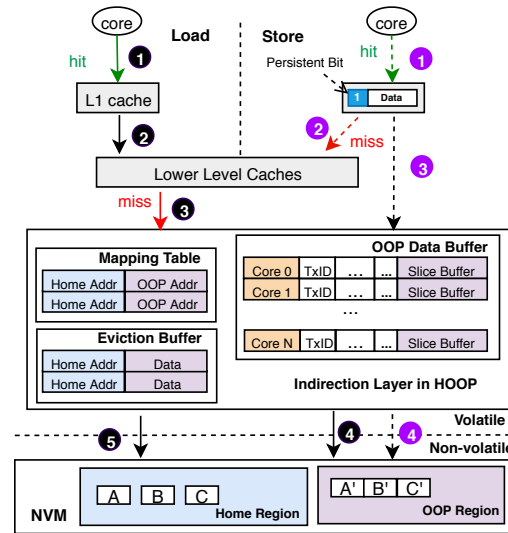 core
core
Load
Store
hit
1
hit
1
Persistent Bit
L1 cache
1
Data
2
2
miss
3
Lower Level Caches
miss
3
Mapping Table
Home Addr
OOP Addr
Home Addr
OOP Addr
Eviction Buffer
Home Addr
Data
Home Addr
Data
OOP Data Buffer
Core 0
TxID
...
...
Slice Buffer
Core 1
TxID
...
...
Slice Buffer
...
Core N
TxID
...
...
Slice Buffer
Indirection Layer in HOOP
5
4
4
Volatile
Non-volatile
A
B
C
Home Region
A'
B'
C'
OOP Region
NVM